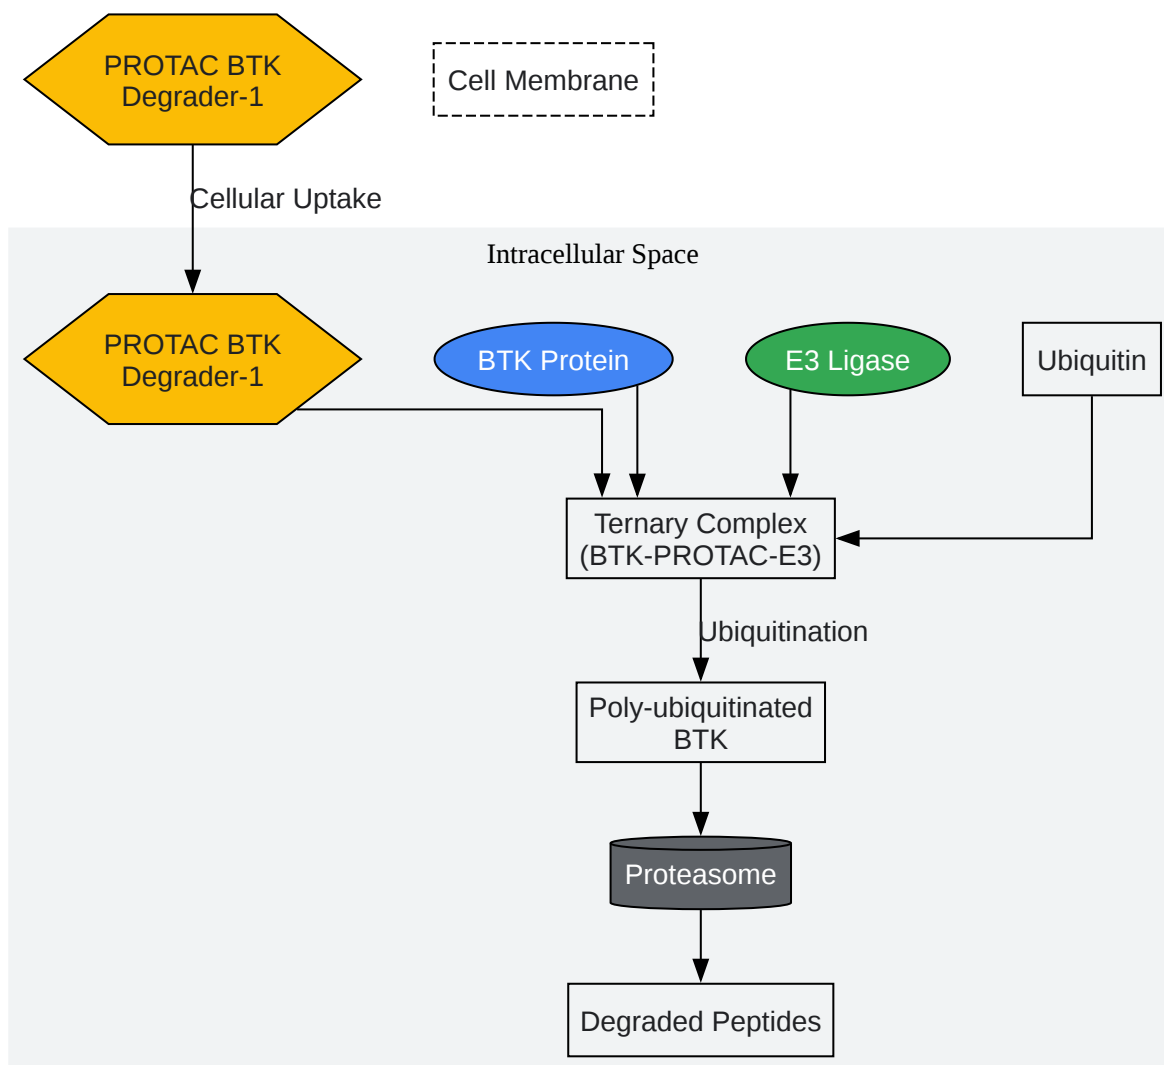 PROTAC BTK
Degrader-1
Cell Membrane
Cellular Uptake
Intracellular Space
PROTAC BTK
Degrader-1
BTK Protein
E3 Ligase
Ubiquitin
Ternary Complex
(BTK-PROTAC-E3)
Ubiquitination
Poly-ubiquitinated
BTK
Proteasome
Degraded Peptides